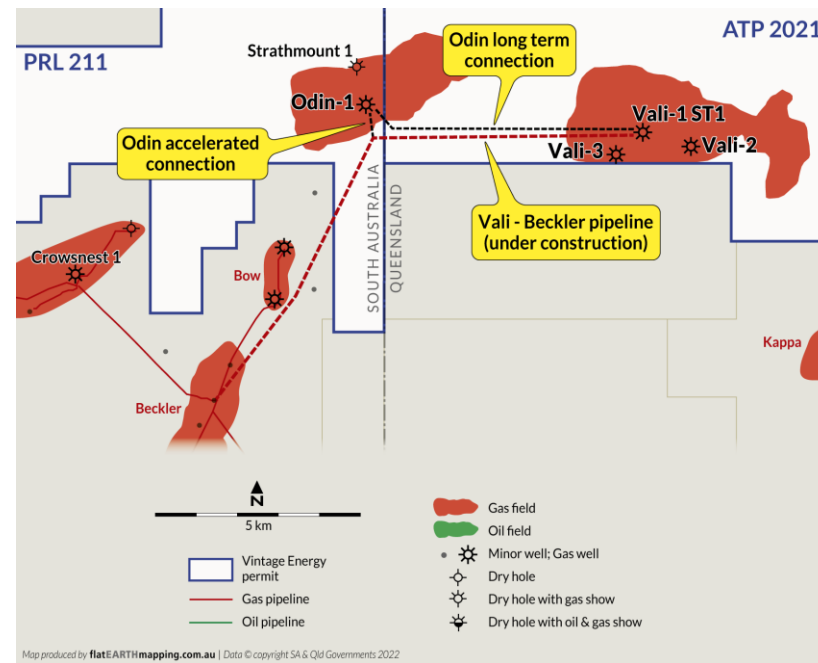 PRL 211
ATP 2021
Strathmount 1
Odin long term
connection
Odin-1
Vali-1 ST1
Odin accelerated
connection
Vali-3
Vali-2
SOUTH AUSTRALIA
QUEENSLAND
Vali - Beckler pipeline
(under construction)
Crowsnest 1
Bow
Kappa
Beckler
N
5 km
Vintage Energy
permit
Gas pipeline
Oil pipeline
Gas field
Oil field
Minor well; Gas well
Dry hole
Dry hole with gas show
Dry hole with oil & gas show
Map produced by flatEARTHmapping.com.au | Data © copyright SA & Qld Governments 2022